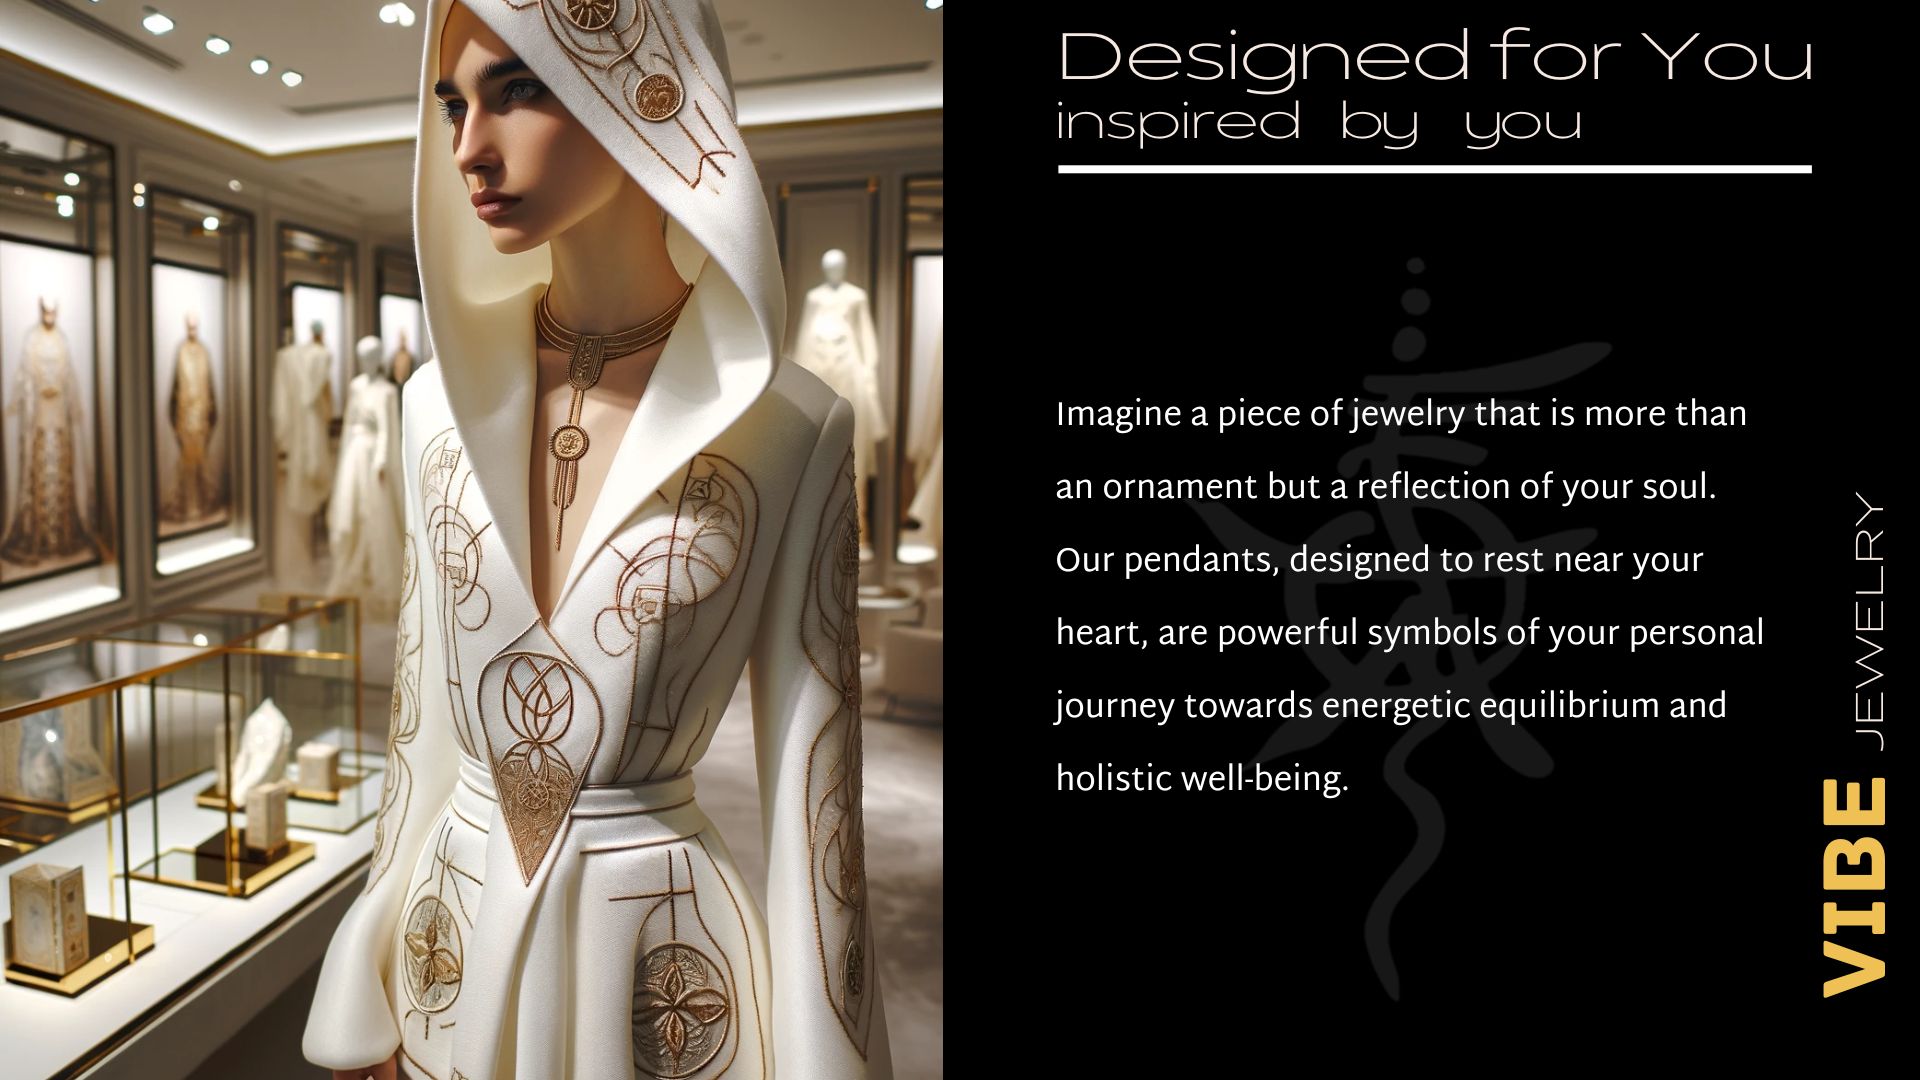 Designed for You
inspired by you
Imagine a piece of jewelry that is more than
an ornament but a reflection of your soul.
Our pendants, designed to rest near your
heart, are powerful symbols of your personal
journey towards energetic equilibrium and
holistic well-being.
VIBE JEWELRY